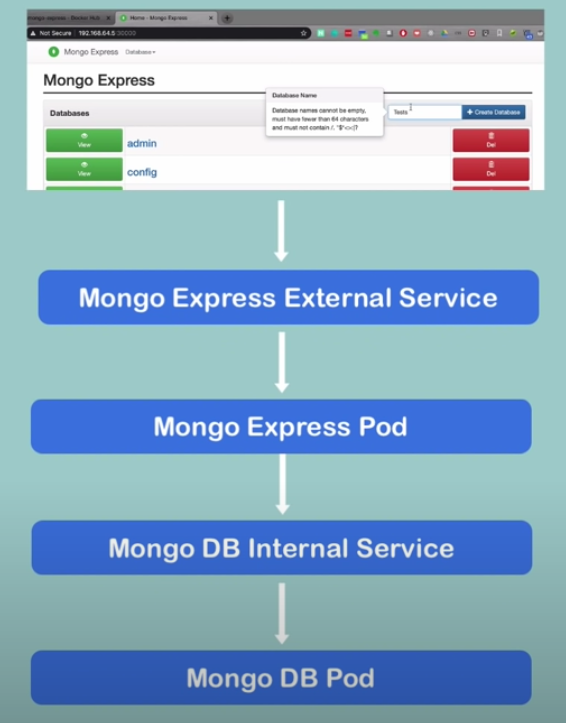 mongo-express - Docker Hub
Home - Mongo Express
Not Secure 192.168.64.5:30000
Mongo Express Database
Mongo Express
Database Name
Database names cannot be empty,
must have fewer than 64 characters
and must not contain /. "$*<>:|?
Databases
Tests
+ Create Database
View
admin
Del
View
config
Del
Mongo Express External Service
Mongo Express Pod
Mongo DB Internal Service
Mongo DB Pod